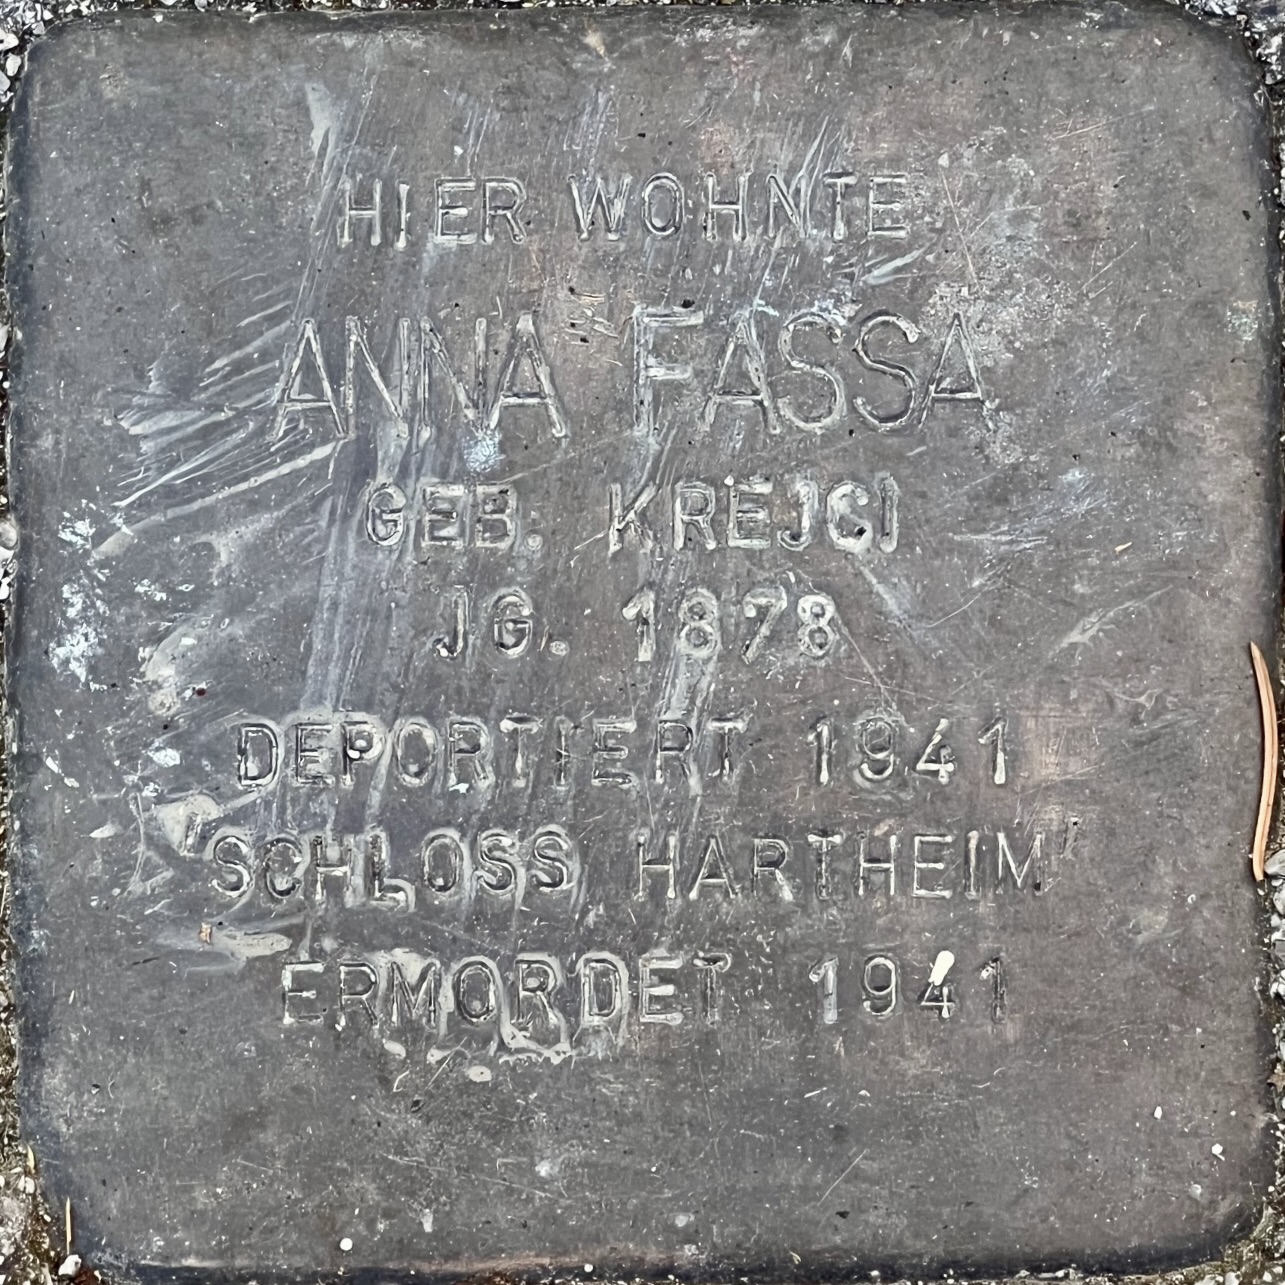 HIER WOHNTE
ANNA FASSA
GEB. KREJCI
JG. 1878
DEPORTIERT 1941
SCHLOSS HARTHEIM
ERMORDET 1941